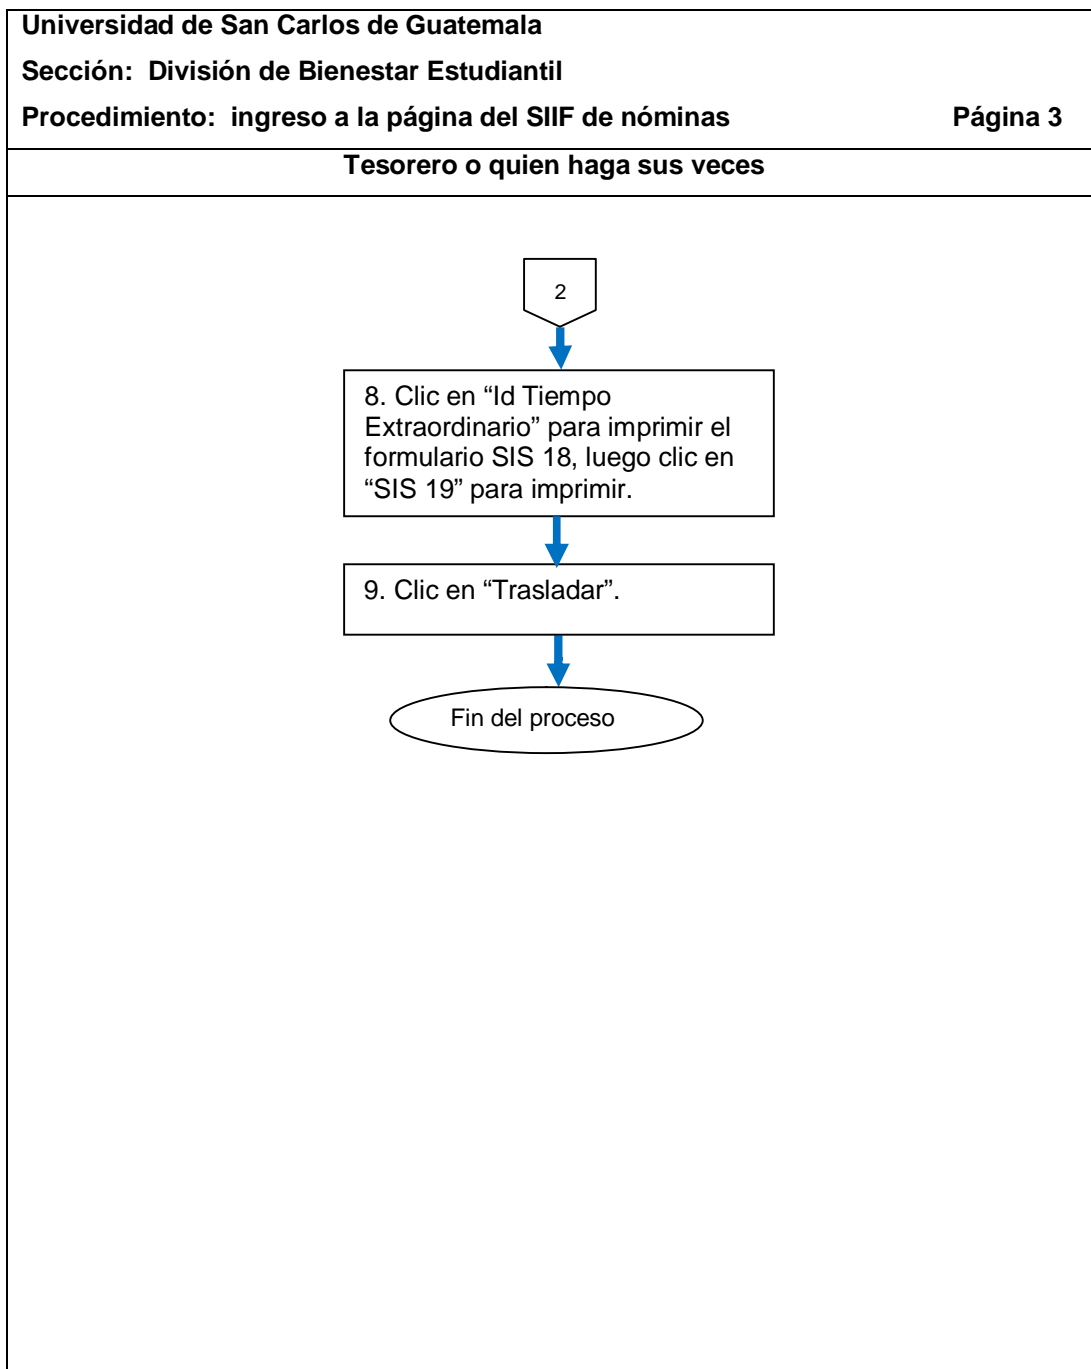 Universidad de San Carlos de Guatemala
Sección:  División de Bienestar Estudiantil
Procedimiento:  ingreso a la página del SIIF de nóminas Página 3
Tesorero o quien haga sus veces
2
8. Clic en “Id Tiempo
Extraordinario” para imprimir el
formulario SIS 18, luego clic en
“SIS 19” para imprimir.
9. Clic en “Trasladar”.
Fin del proceso